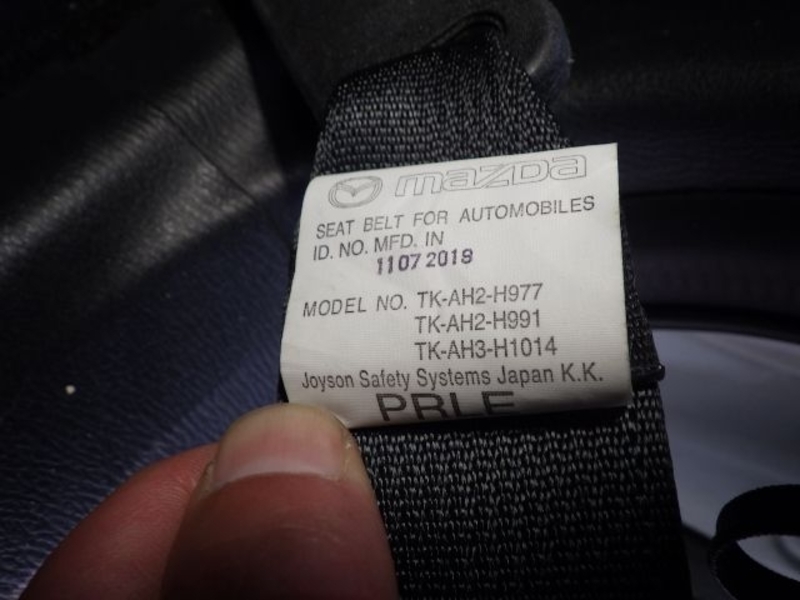 mazda
SEAT BELT FOR AUTOMOBILES
ID. NO. MFD. IN
11072018
MODEL NO. TK-AH2-H977
TK-AH2-H991
TK-AH3-H1014
Joyson Safety Systems Japan K.K.
PRLE